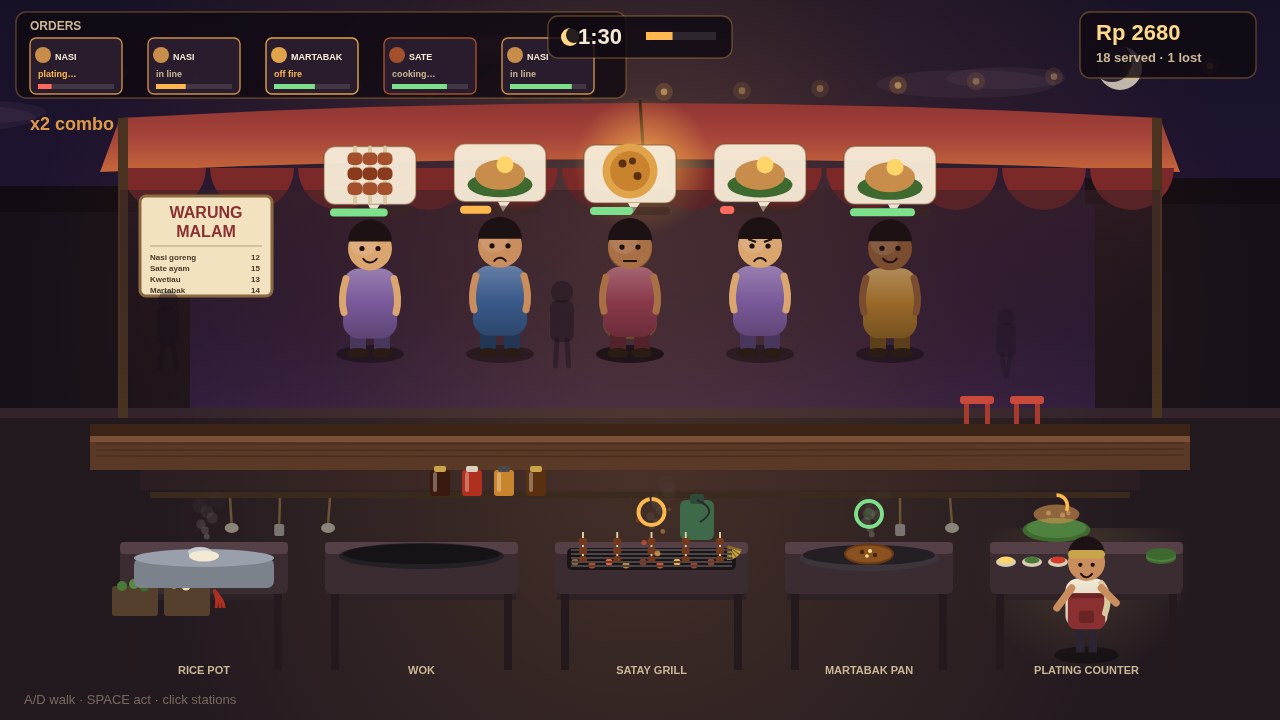 ORDERS
NASI
plating…
NASI
in line
MARTABAK
off fire
SATE
cooking…
NASI
in line
1:30
Rp 2680
18 served · 1 lost
x2 combo
WARUNG
MALAM
Nasi goreng 12
Sate ayam 15
Kwetiau 13
Martabak 14
RICE POT
WOK
SATAY GRILL
MARTABAK PAN
PLATING COUNTER
A/D walk · SPACE act · click stations